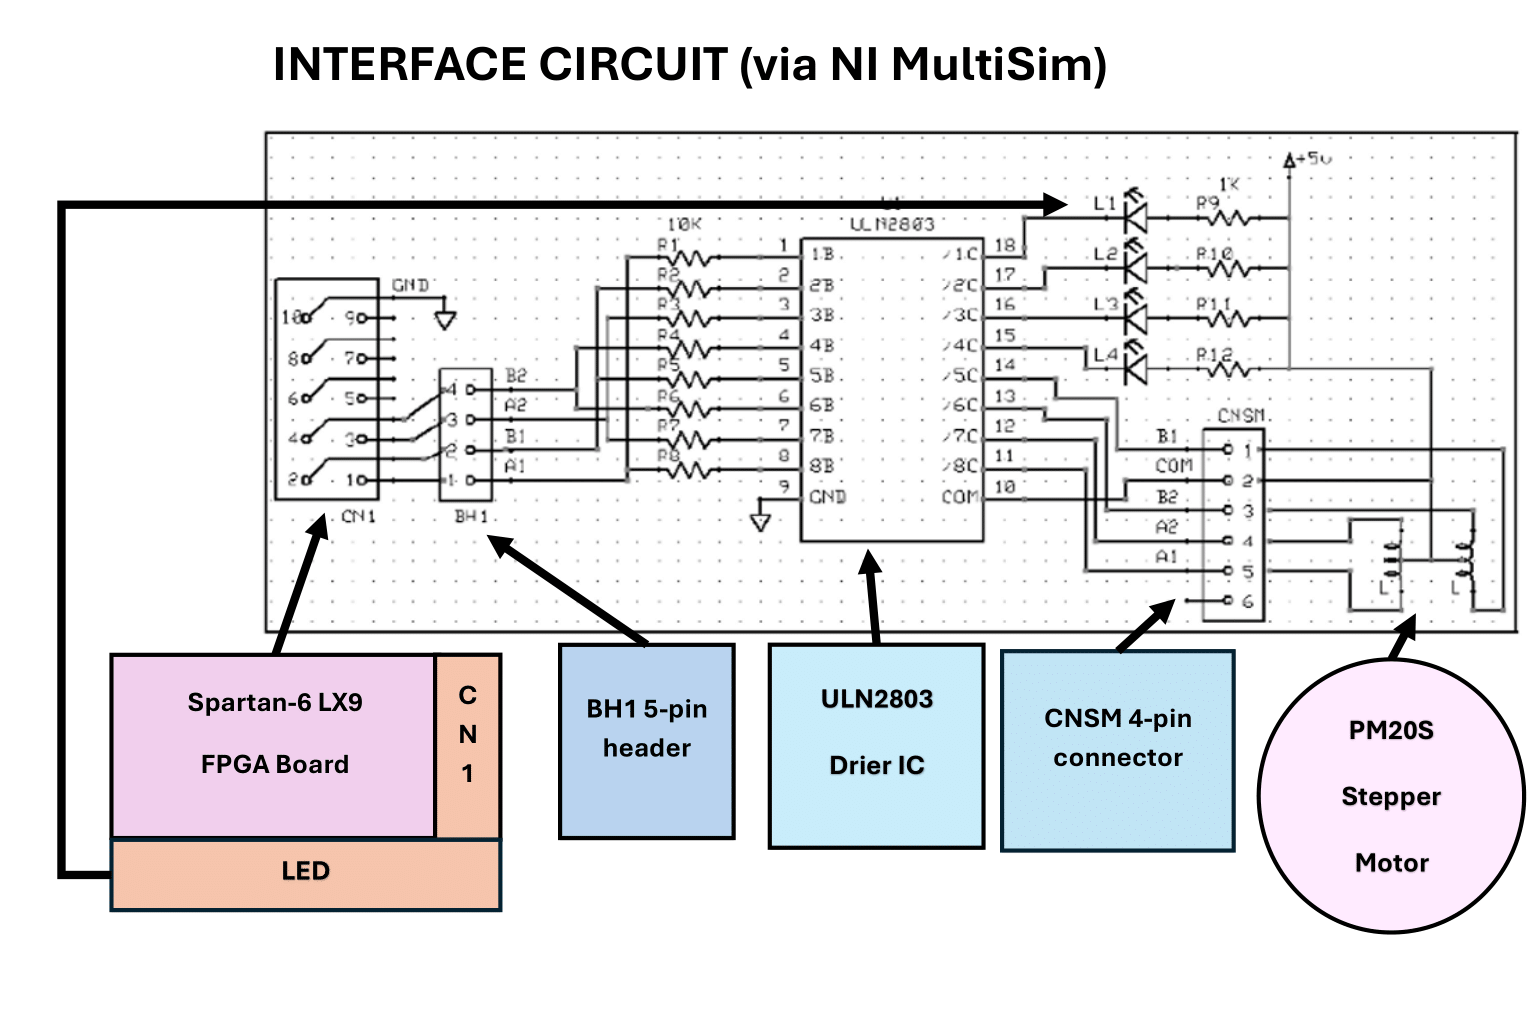 INTERFACE CIRCUIT (via NI MultiSim)
+5v
1K
L1
R9
U1
ULN2803
10K
R1
1
1B
/1C
18
L2
R10
R2
2
2B
/2C
17
GND
R3
3
3B
/3C
16
L3
R11
10
9
R4
4
4B
/4C
15
L4
R12
8
7
R5
5
5B
/5C
14
B2
4
6
5
R6
6
6B
/6C
13
CNSM
A2
3
4
3
R7
7
7B
/7C
12
B1
1
B1
2
R8
8
8B
/8C
11
COM
2
A1
2
1
1
9
GND
COM
10
B2
3
CN1
BH1
A2
4
A1
5
L
L
6
Spartan-6 LX9
FPGA Board
C
N
1
LED
BH1 5-pin
header
ULN2803
Drier IC
CNSM 4-pin
connector
PM20S
Stepper
Motor